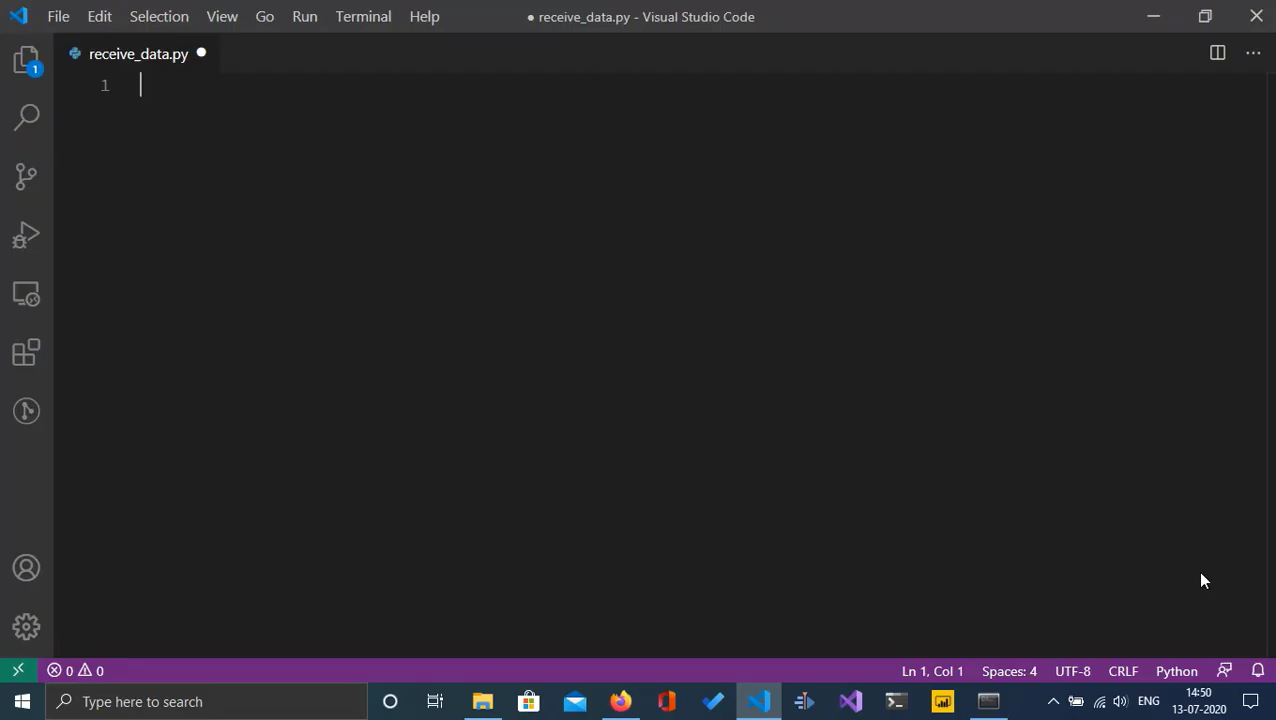 File Edit Selection View Go Run Terminal Help ● receive_data.py - Visual Studio Code
receive_data.py
1
1
0 0 Ln 1, Col 1 Spaces: 4 UTF-8 CRLF Python
Type here to search ENG 14:50
13-07-2020